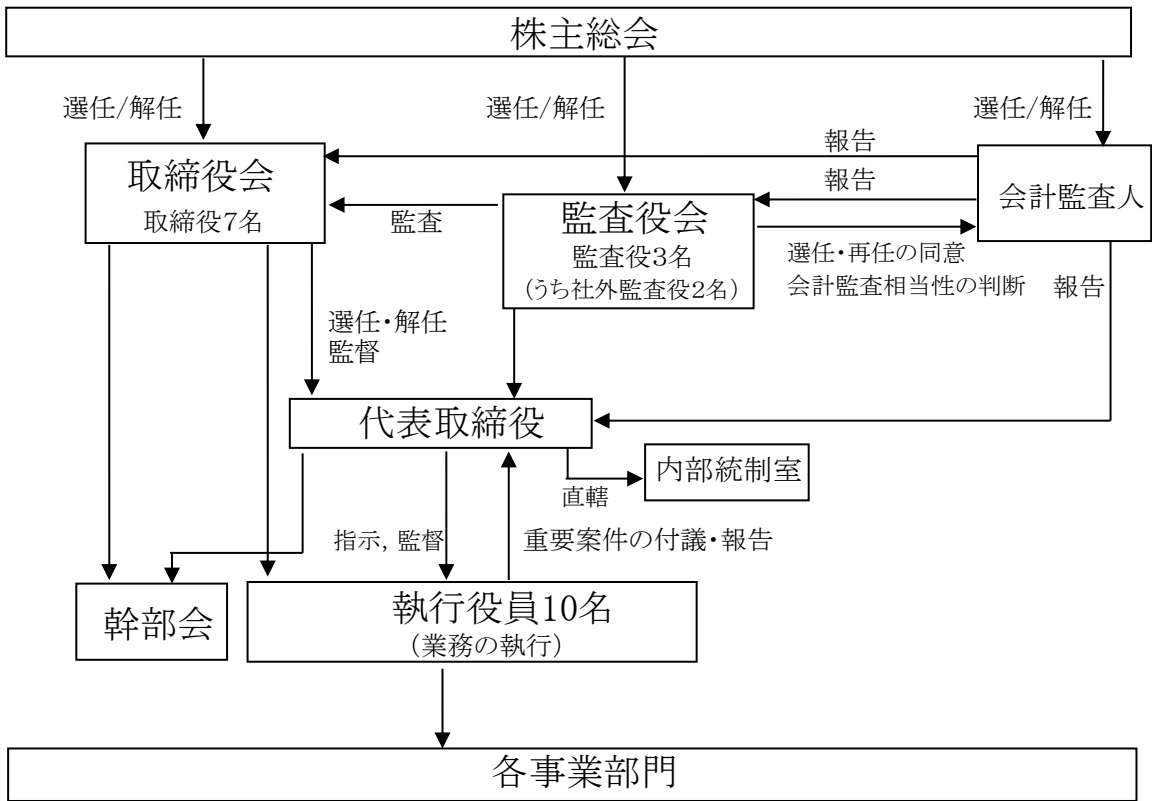 株主総会
選任/解任
選任/解任
選任/解任
報告
取締役会
取締役7名
報告
会計監査人
監査
監査役会
監査役3名
（うち社外監査役2名）
選任・再任の同意
会計監査相当性の判断
報告
選任・解任
監督
代表取締役
内部統制室
直轄
指示, 監督
重要案件の付議・報告
幹部会
執行役員10名
（業務の執行）
各事業部門